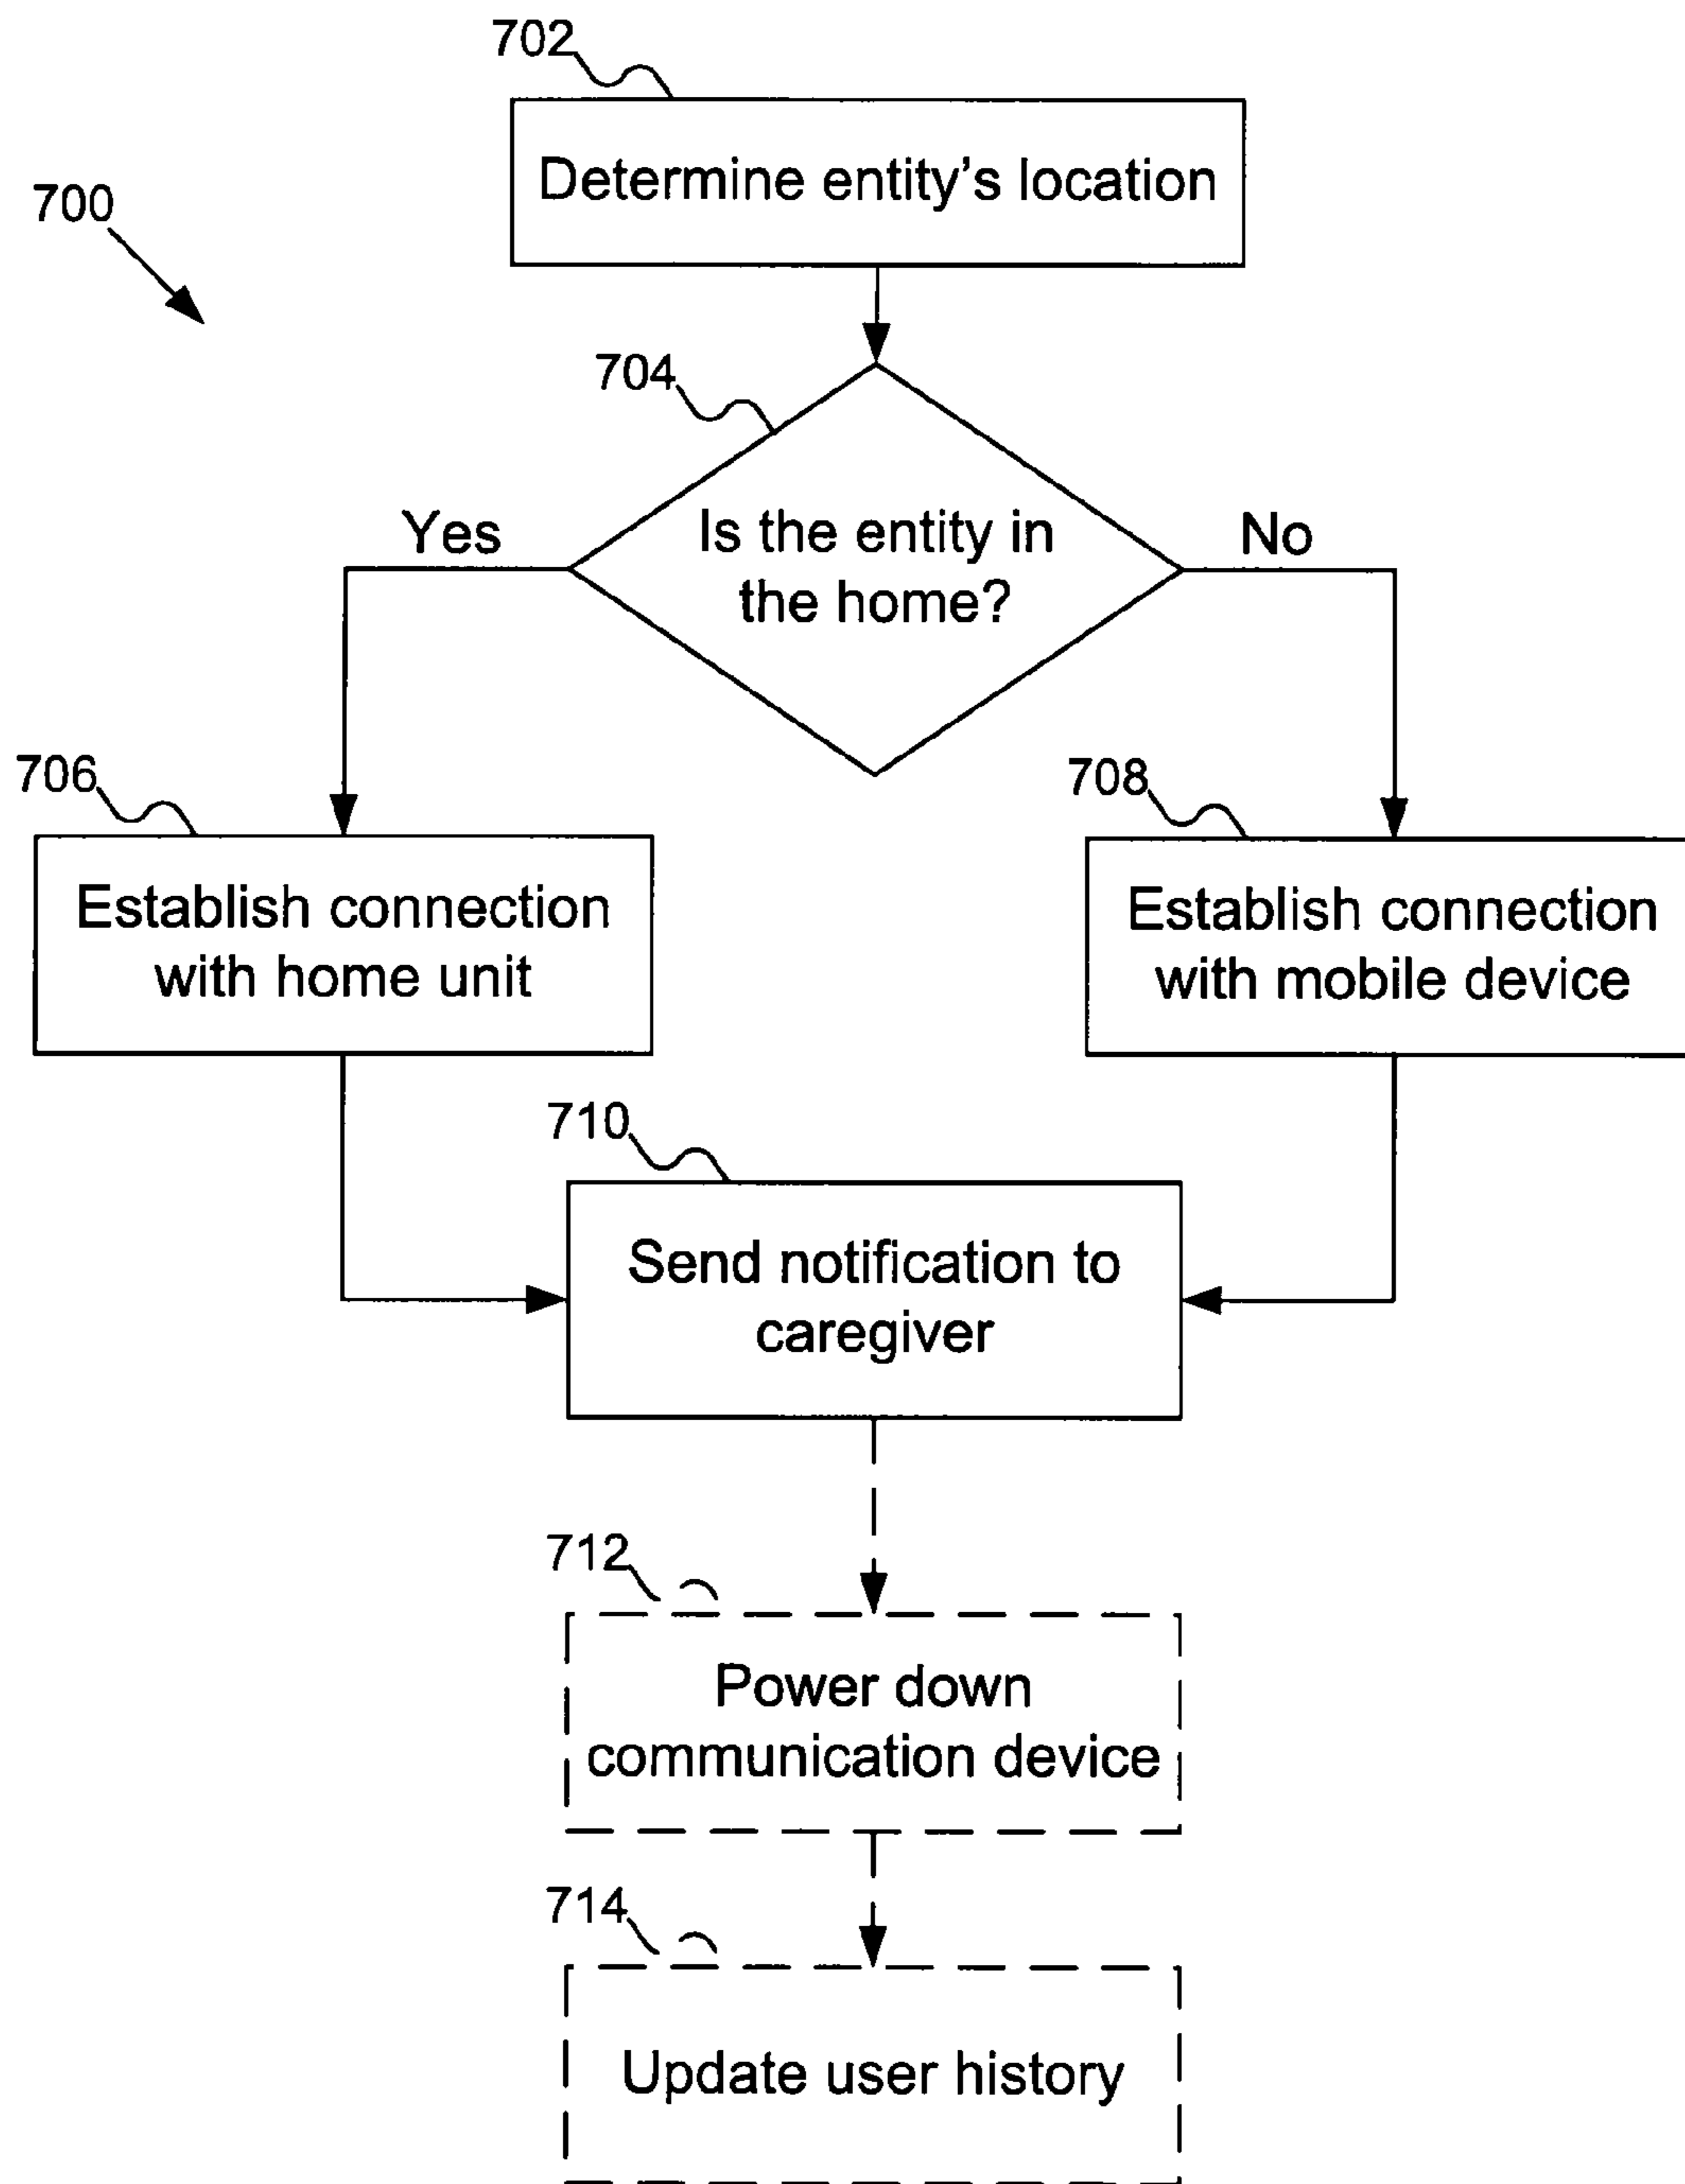 702
Determine entity's location
700
704
Is the entity in
the home?
Yes
No
706
Establish connection
with home unit
708
Establish connection
with mobile device
710
Send notification to
caregiver
712
Power down
communication device
714
Update user history